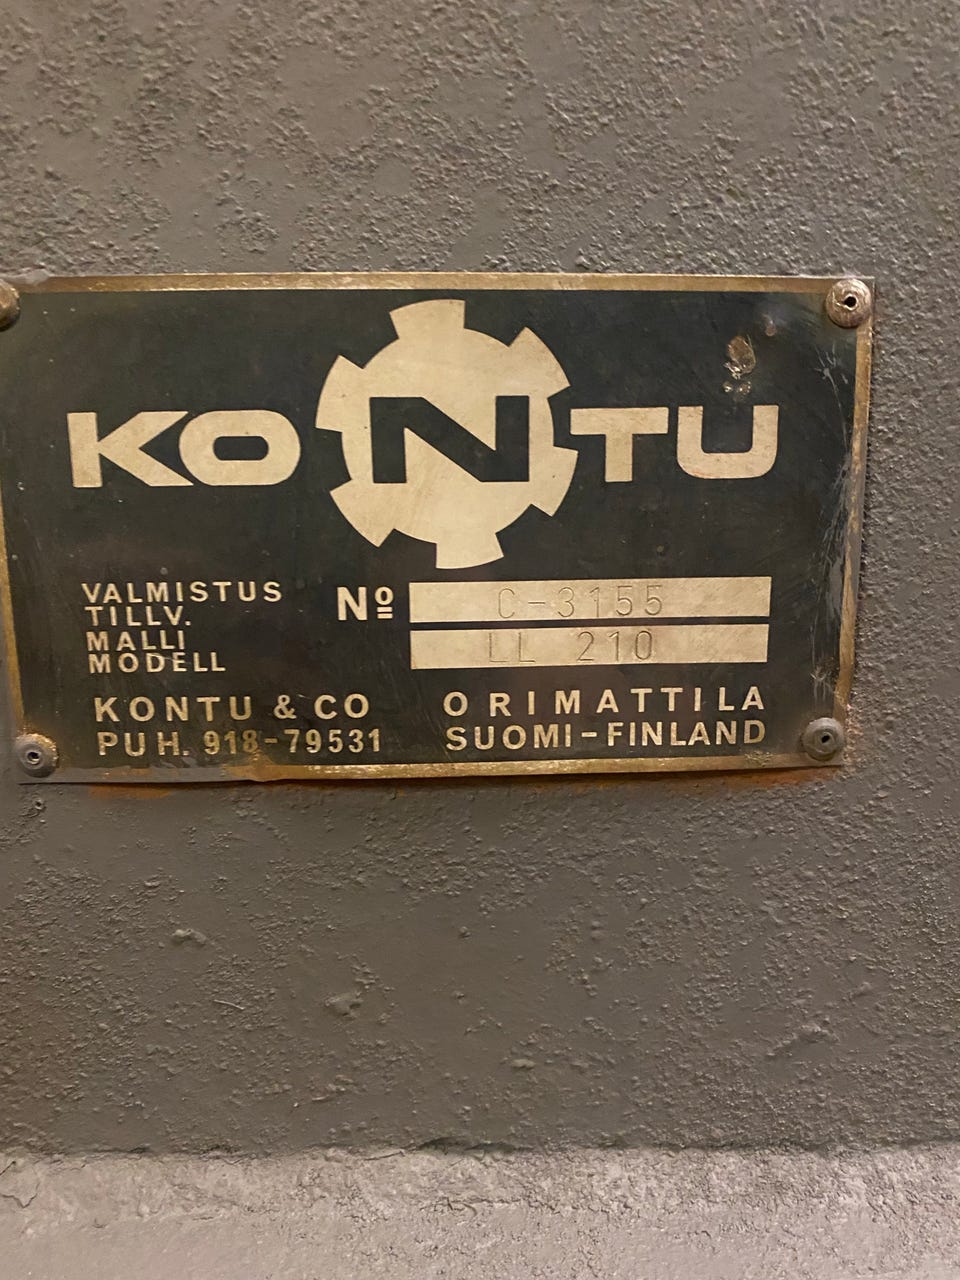 KONTU
VALMISTUS
TILLV. Nº C-3155
MALLI
MODELL LL 210
KONTU & CO ORIMATTILA
PUH. 918-79531 SUOMI-FINLAND